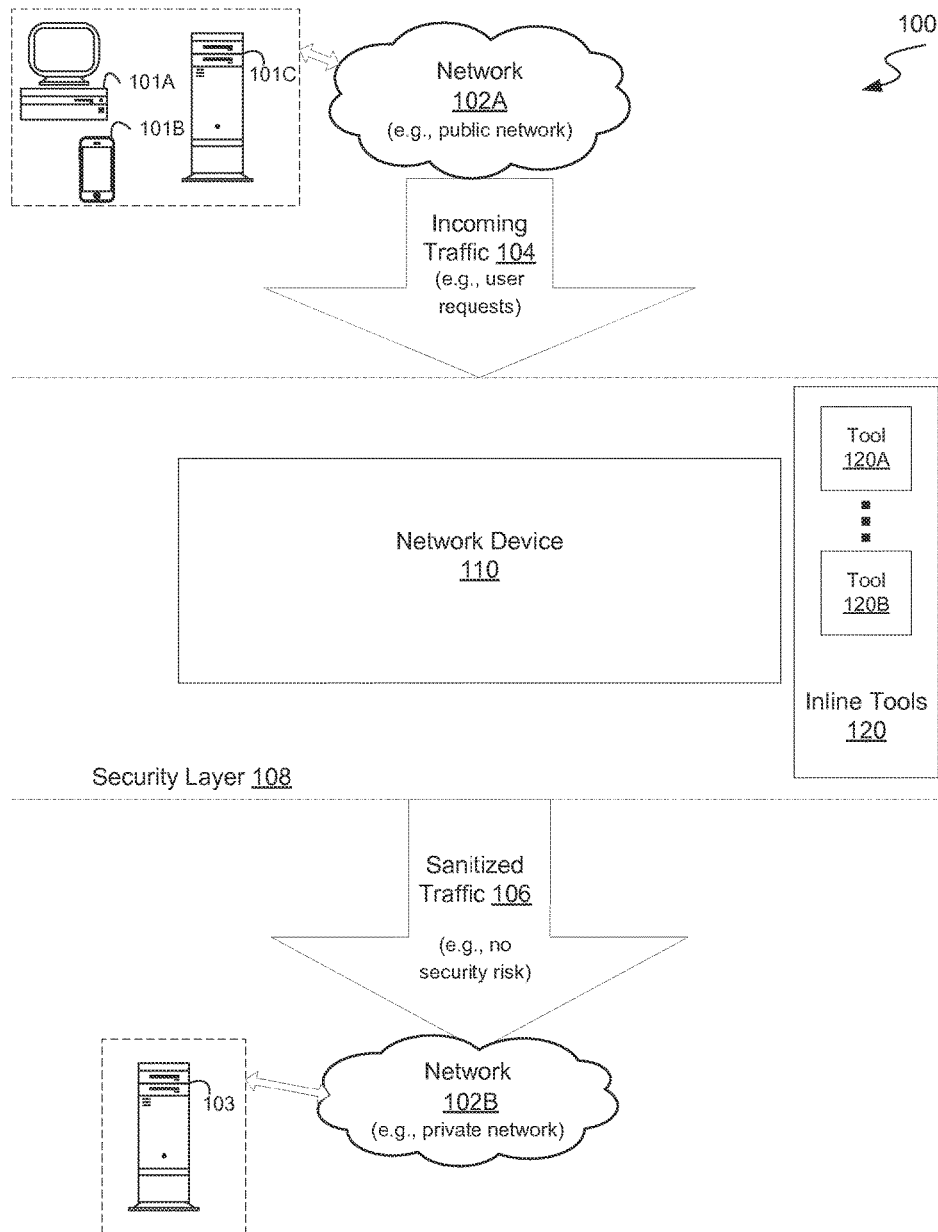 100
101A
101B
101C
Network
102A
(e.g., public network)
Incoming
Traffic 104
(e.g., user
requests)
Tool
120A
Tool
120B
Inline Tools
120
Network Device
110
Security Layer 108
Sanitized
Traffic 106
(e.g., no
security risk)
103
Network
102B
(e.g., private network)